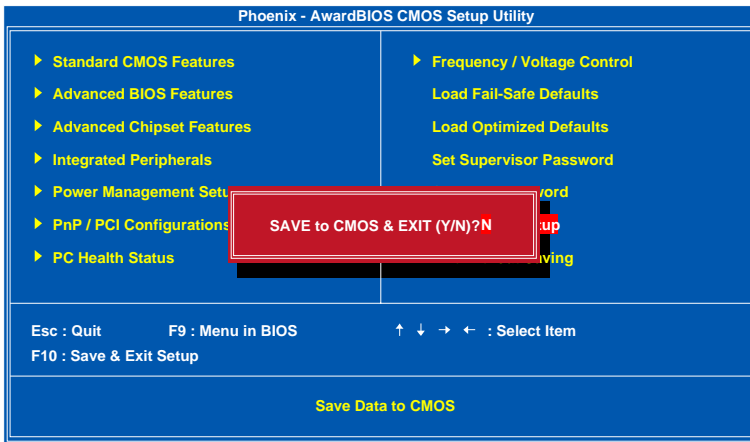 Phoenix - AwardBIOS CMOS Setup Utility
Standard CMOS Features
Advanced BIOS Features
Advanced Chipset Features
Integrated Peripherals
Power Management Setu
PnP / PCI Configurations
PC Health Status
Frequency / Voltage Control
Load Fail-Safe Defaults
Load Optimized Defaults
Set Supervisor Password
SAVE to CMOS & EXIT (Y/N)?N
Esc : Quit F9 : Menu in BIOS ↑ ↓ → ← : Select Item
F10 : Save & Exit Setup
Save Data to CMOS